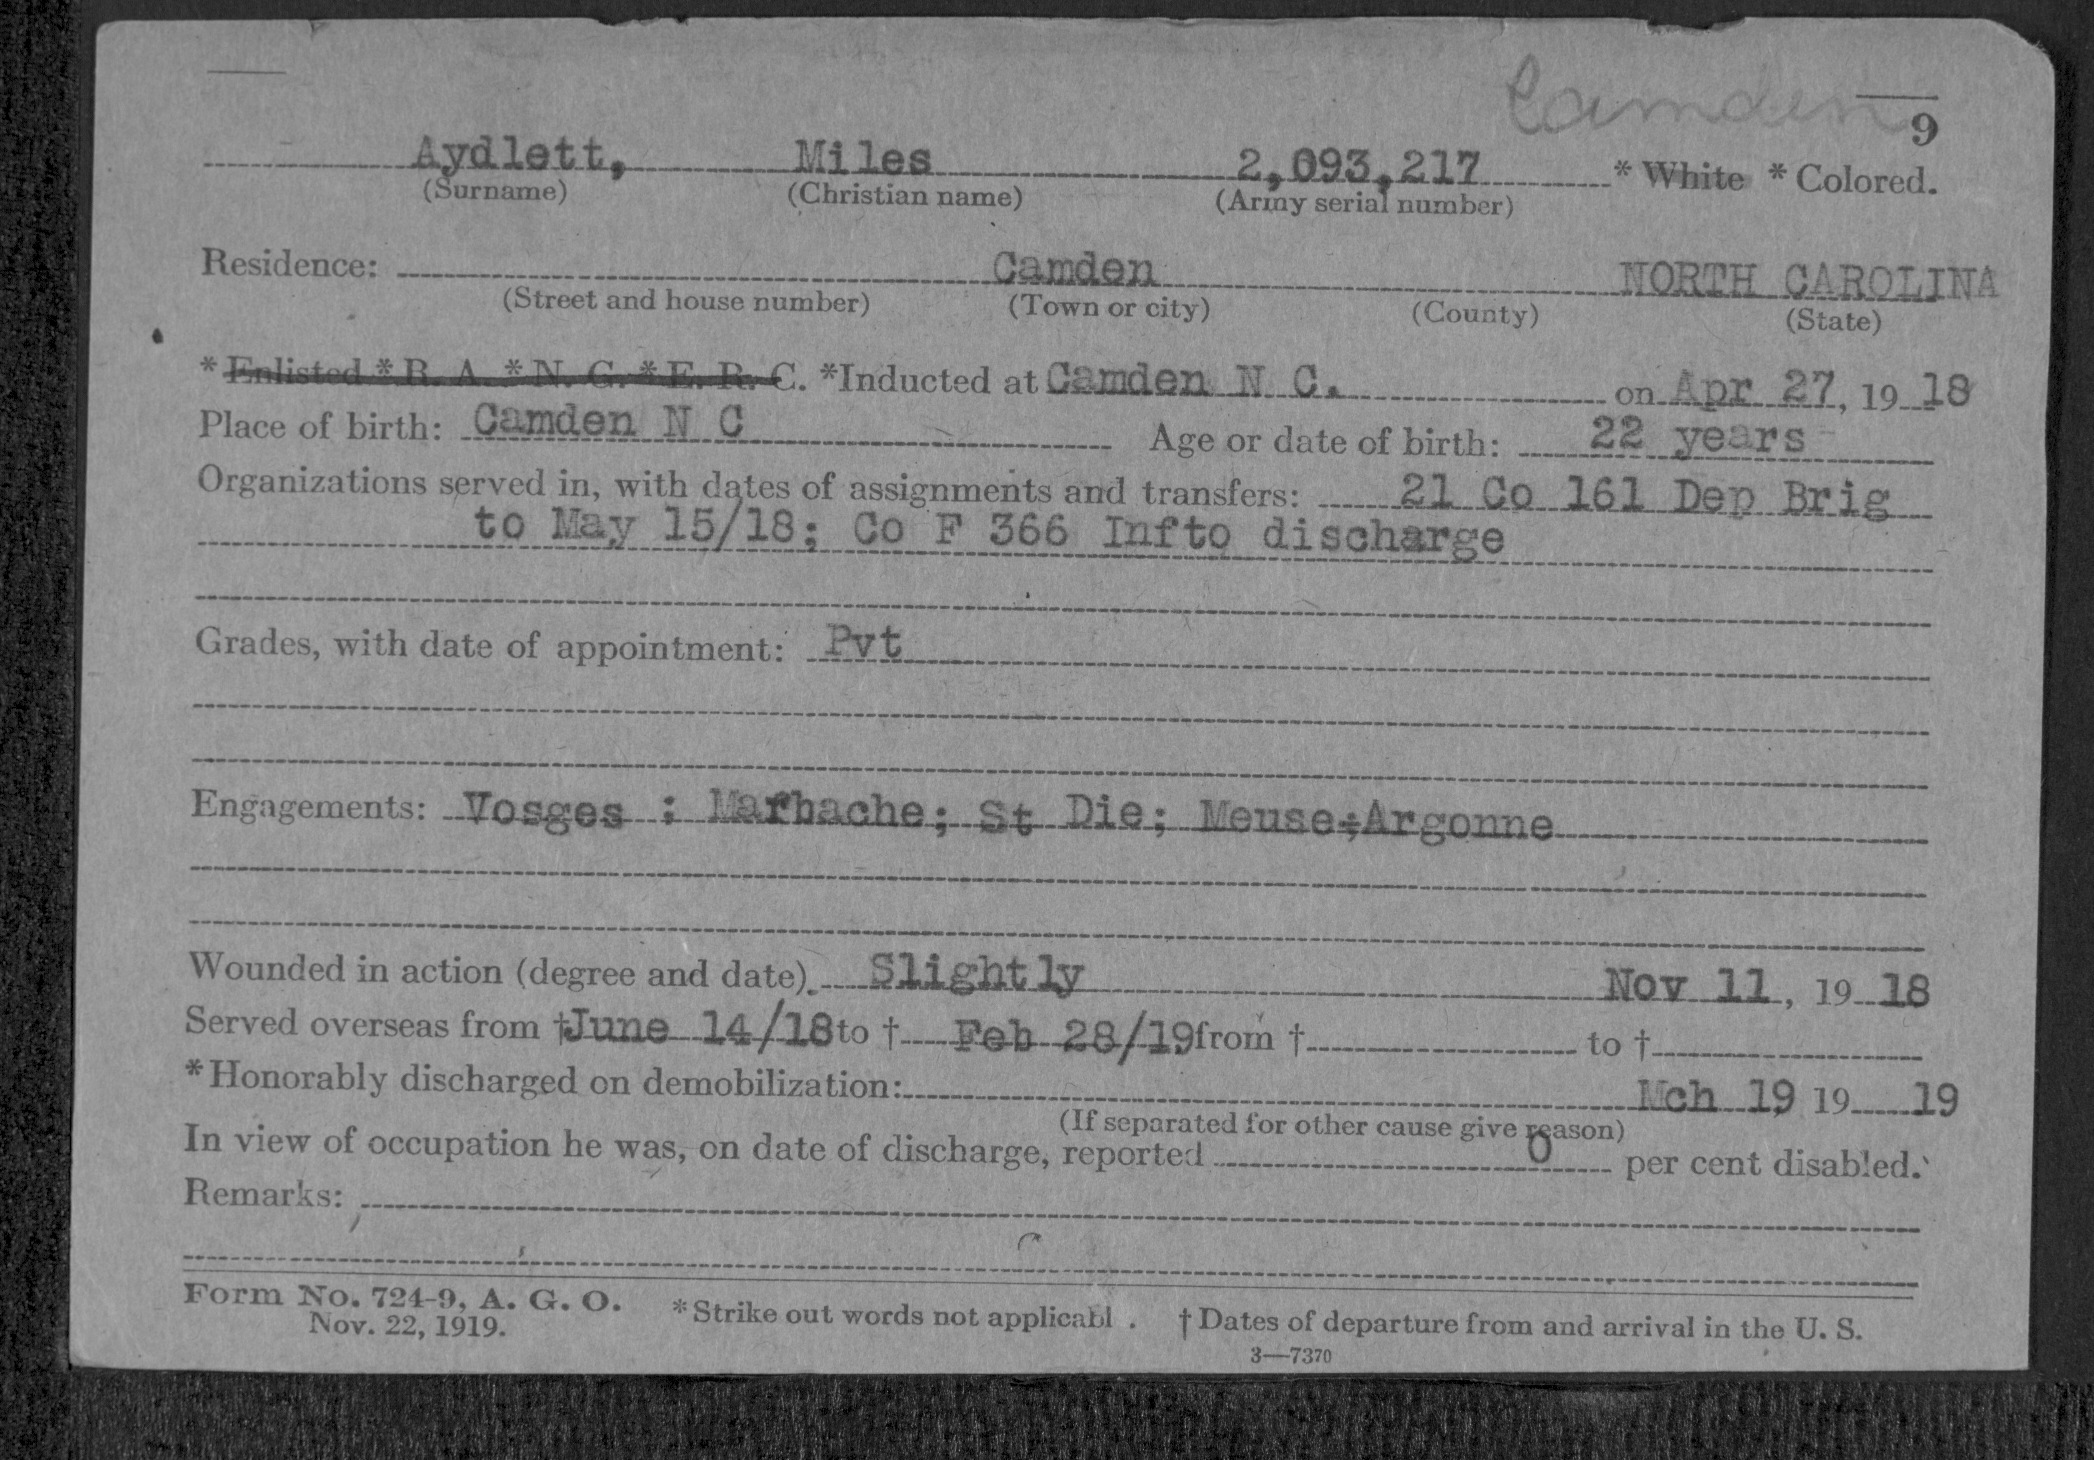 Camden
9
Aydlett, Miles 2,093,217 * White * Colored.
(Surname) (Christian name) (Army serial number)
Residence: Camden NORTH CAROLINA
(Street and house number) (Town or city) (County) (State)
* Enlisted * R. A. * N. G. * E. R. C. *Inducted at Camden N C. on Apr 27, 19 18
Place of birth: Camden N C Age or date of birth: 22 years
Organizations served in, with dates of assignments and transfers: 21 Co 161 Dep Brig
to May 15/18; Co F 366 Inf to discharge
Grades, with date of appointment: Pvt
Engagements: Vosges ; Marbache; St Die; Meuse;Argonne
Wounded in action (degree and date). Slightly Nov 11, 19 18
Served overseas from †June 14/18 to † Feb 28/19 from † to †
*Honorably discharged on demobilization: Mch 19 19 19
(If separated for other cause give reason)
In view of occupation he was, on date of discharge, reported 0 per cent disabled.
Remarks:
Form No. 724-9, A. G. O. *Strike out words not applicabl . † Dates of departure from and arrival in the U. S.
Nov. 22, 1919.
3—7370